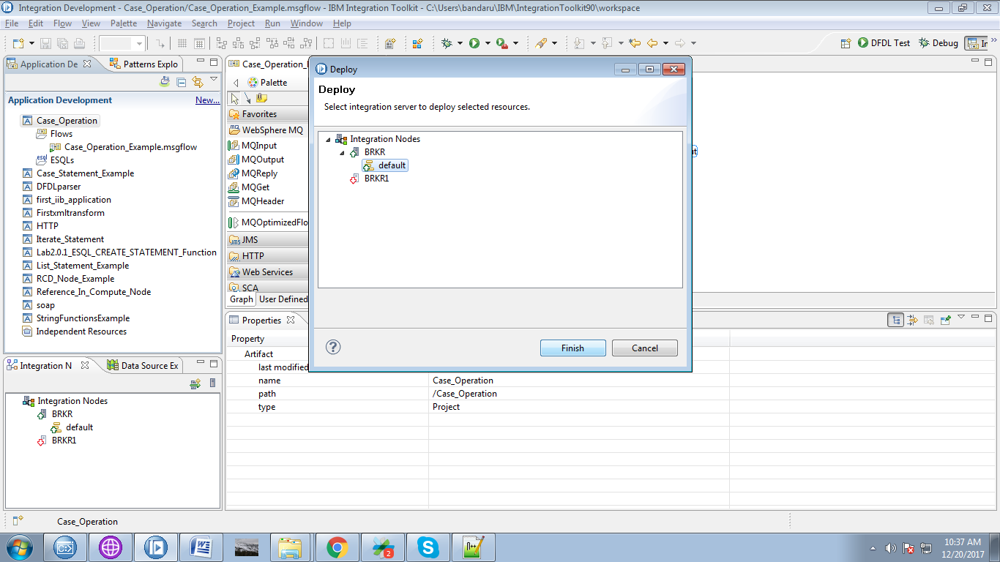 Integration Development - Case_Operation/Case_Operation_Example.msgflow - IBM Integration Toolkit - C:\Users\bandaru\IBM\IntegrationToolkit90\workspace
File Edit Flow View Palette Navigate Search Project Run Window Help
DFDL Test Debug In
Application De Patterns Explo
Application Development New...
Case_Operation
Flows
Case_Operation_Example.msgflow
ESQLs
Case_Statement_Example
DFDLparser
first_iib_application
Firstxmltransform
HTTP
Iterate_Statement
Lab2.0.1_ESQL_CREATE_STATEMENT_Function
List_Statement_Example
RCD_Node_Example
Reference_In_Compute_Node
soap
StringFunctionsExample
Independent Resources
Integration N Data Source Ex
Integration Nodes
BRKR
default
BRKR1
Case_Operation_
Palette
Favorites
WebSphere MQ
MQInput
MQOutput
MQReply
MQGet
MQHeader
MQOptimizedFlo
JMS
HTTP
Web Services
SCA
Graph User Defined
Deploy
Deploy
Select integration server to deploy selected resources.
Integration Nodes
BRKR
default
BRKR1
Finish Cancel
Properties
Property
Artifact
last modified
name Case_Operation
path /Case_Operation
type Project
Case_Operation
2
10:37 AM
12/20/2017